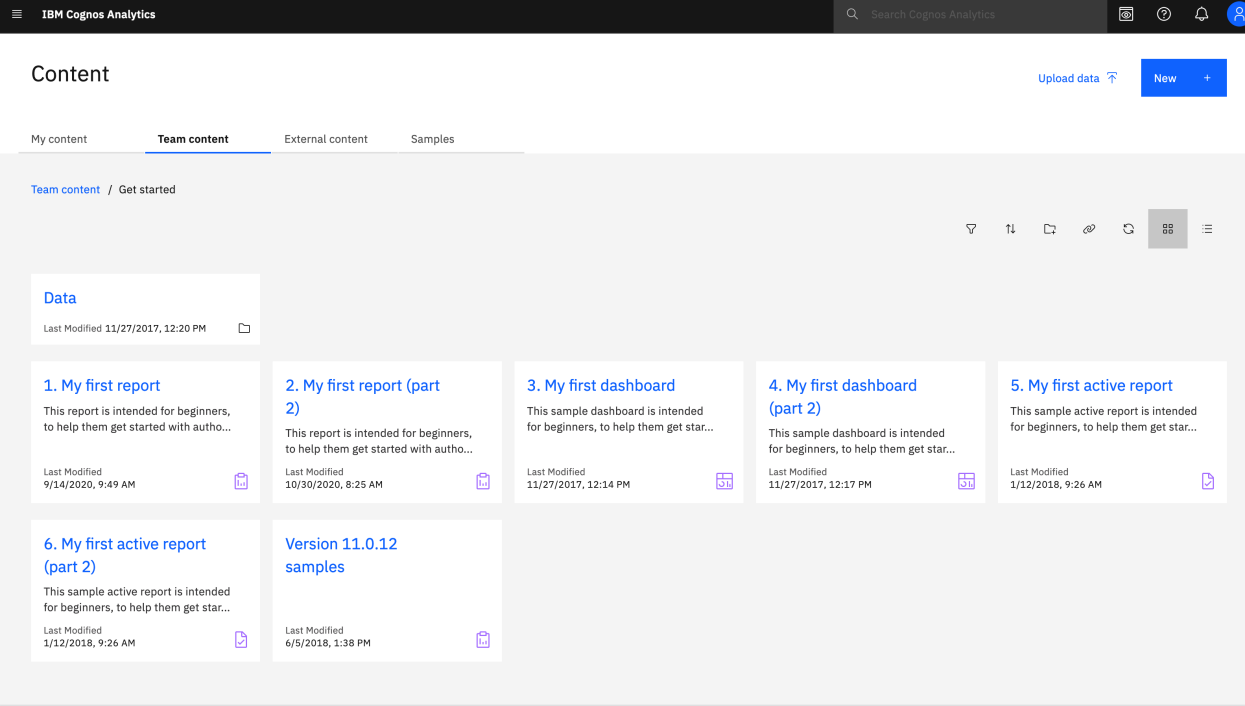 IBM Cognos Analytics
Search Cognos Analytics
Content
Upload data
New +
My content
Team content
External content
Samples
Team content / Get started
Data
Last Modified 11/27/2017, 12:20 PM
1. My first report
This report is intended for beginners,
to help them get started with autho...
Last Modified
9/14/2020, 9:49 AM
2. My first report (part
2)
This report is intended for beginners,
to help them get started with autho...
Last Modified
10/30/2020, 8:25 AM
3. My first dashboard
This sample dashboard is intended
for beginners, to help them get star...
Last Modified
11/27/2017, 12:14 PM
4. My first dashboard
(part 2)
This sample dashboard is intended
for beginners, to help them get star...
Last Modified
11/27/2017, 12:17 PM
5. My first active report
This sample active report is intended
for beginners, to help them get star...
Last Modified
1/12/2018, 9:26 AM
6. My first active report
(part 2)
This sample active report is intended
for beginners, to help them get star...
Last Modified
1/12/2018, 9:26 AM
Version 11.0.12
samples
Last Modified
6/5/2018, 1:38 PM